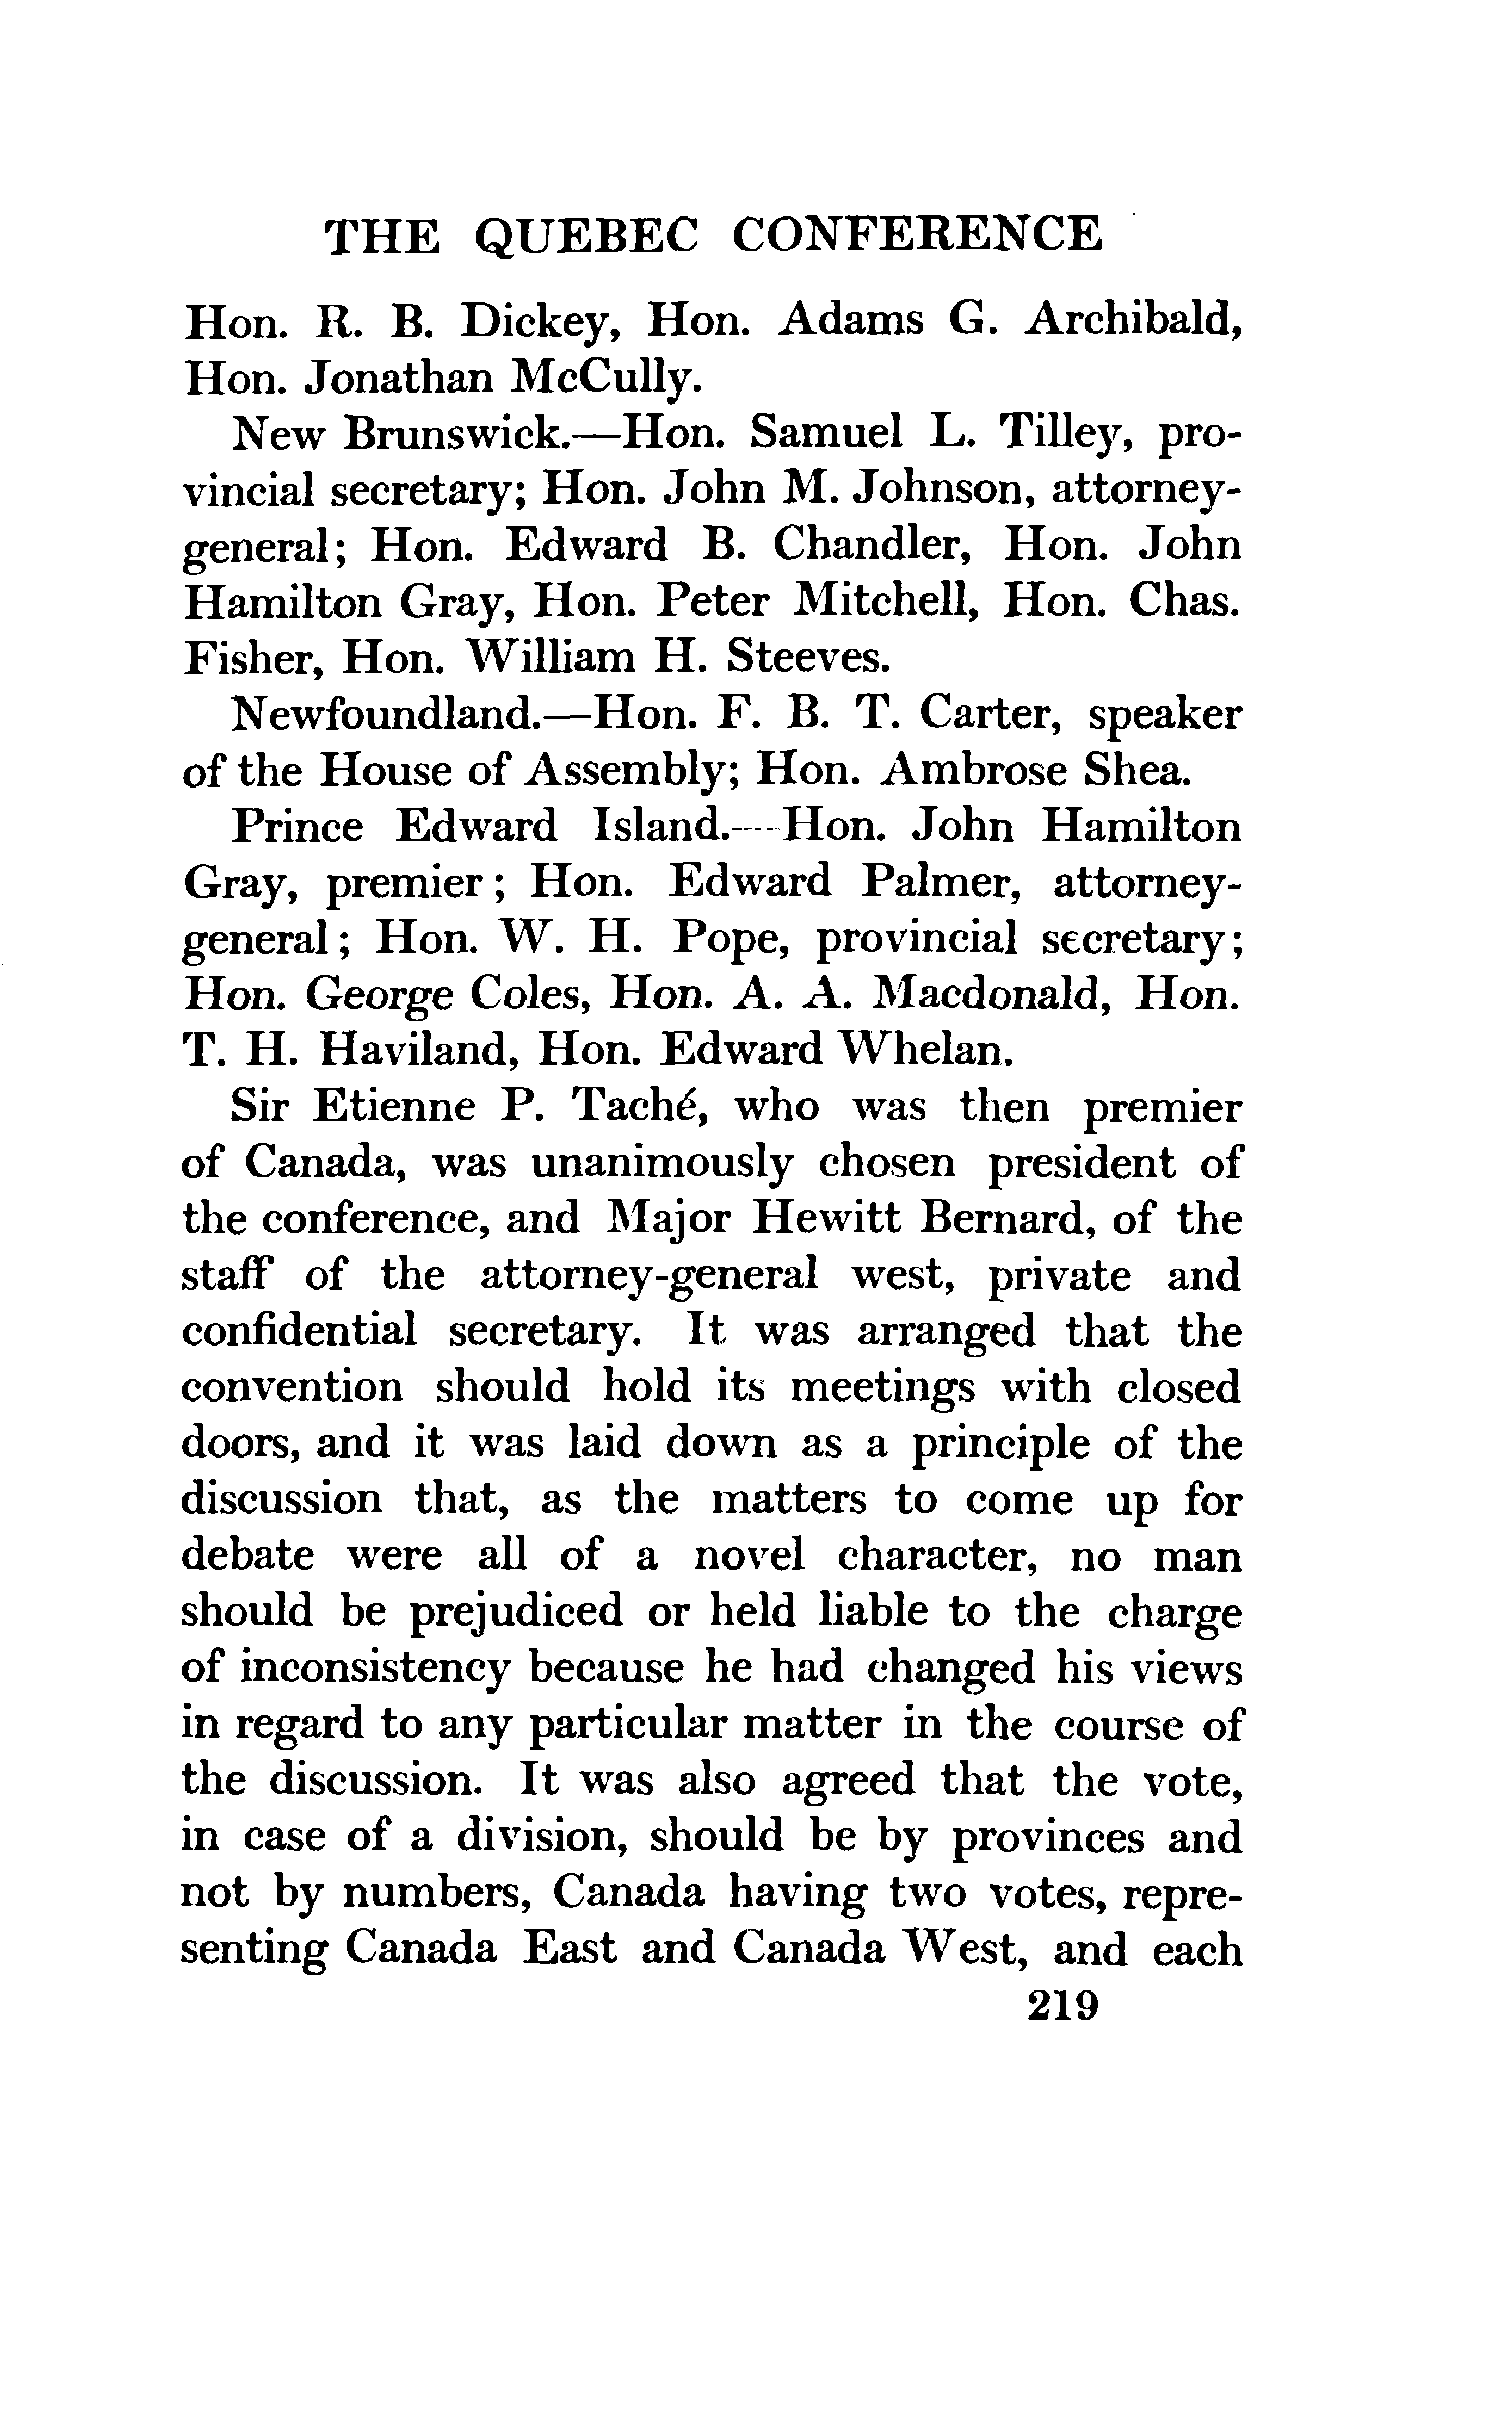 THE QUEBEC CONFERENCE
Hon. R. B. Dickey, Hon. Adams G. Archibald,
Hon. Jonathan McCully.
New Brunswick.—Hon. Samuel L. Tilley, pro-
vincial secretary; Hon. John M. Johnson, attorney-
general; Hon. Edward B. Chandler, Hon. John
Hamilton Gray, Hon. Peter Mitchell, Hon. Chas.
Fisher, Hon. William H. Steeves.
Newfoundland.—Hon. F. B. T. Carter, speaker
of the House of Assembly; Hon. Ambrose Shea.
Prince Edward Island.—Hon. John Hamilton
Gray, premier; Hon. Edward Palmer, attorney-
general; Hon. W. H. Pope, provincial secretary;
Hon. George Coles, Hon. A. A. Macdonald, Hon.
T. H. Haviland, Hon. Edward Whelan.
Sir Etienne P. Taché, who was then premier
of Canada, was unanimously chosen president of
the conference, and Major Hewitt Bernard, of the
staff of the attorney-general west, private and
confidential secretary. It was arranged that the
convention should hold its meetings with closed
doors, and it was laid down as a principle of the
discussion that, as the matters to come up for
debate were all of a novel character, no man
should be prejudiced or held liable to the charge
of inconsistency because he had changed his views
in regard to any particular matter in the course of
the discussion. It was also agreed that the vote,
in case of a division, should be by provinces and
not by numbers, Canada having two votes, repre-
senting Canada East and Canada West, and each
219